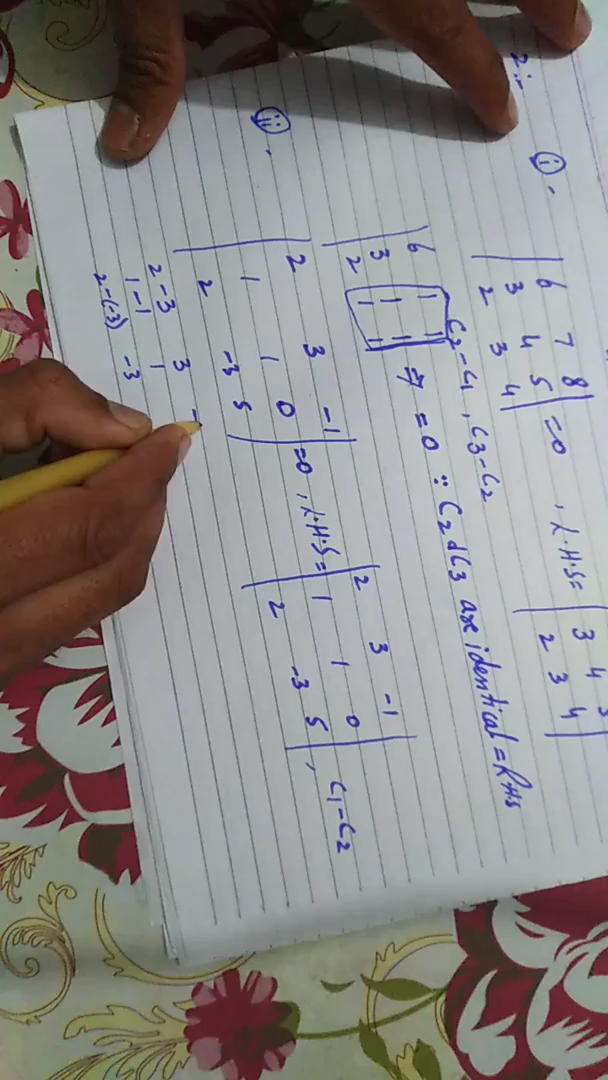 2:- (i) . | 6 7 8 | = 0 , L.H.S =
| 3 4 5 |
| 2 3 4 |
3 4 5
2 3 4
C2-C1 , C3-C2
| 6 1 1 |
| 3 1 1 | = 0 ∵ C2 & C3 are identical = RHS
| 2 1 1 |
(ii) . | 2 3 -1 |
| 1 1 0 | = 0 , L.H.S =
| 2 -3 5 |
| 2 3 -1 |
| 1 1 0 | , C1-C2
| 2 -3 5 |
2-3 3 -
1-1 1
2-(-3) -3